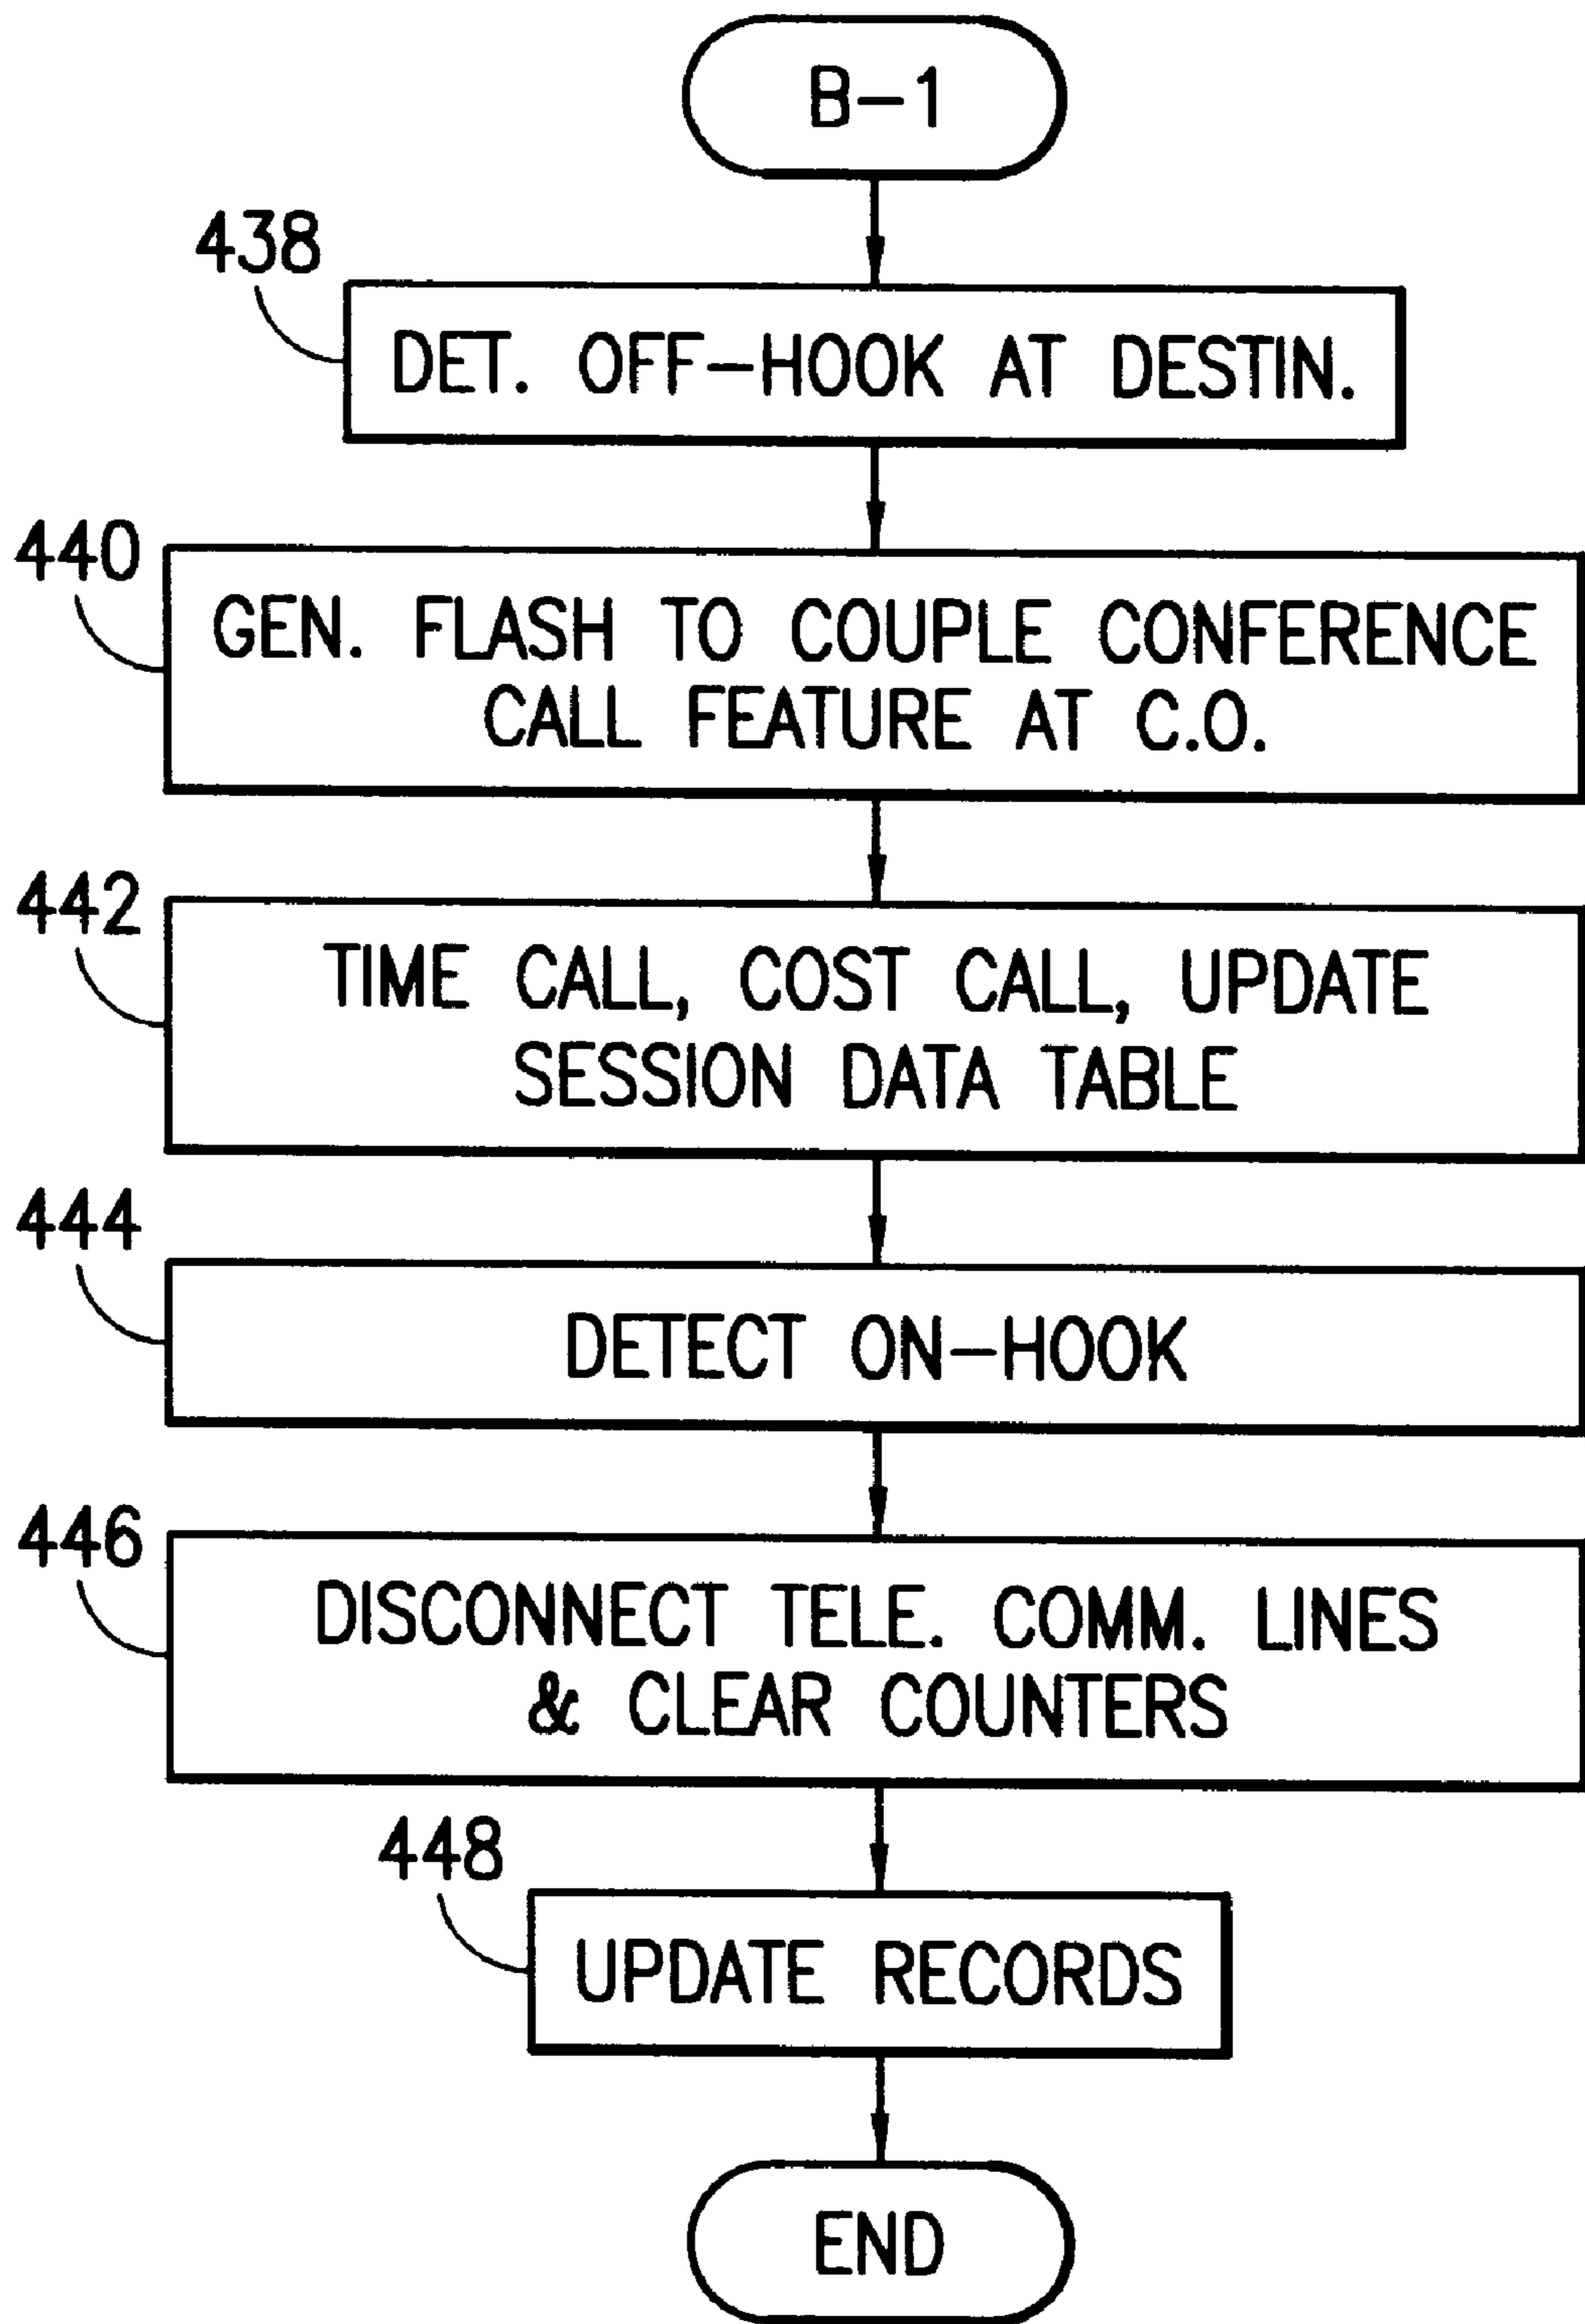 B-1
438
DET. OFF-HOOK AT DESTIN.
440
GEN. FLASH TO COUPLE CONFERENCE
CALL FEATURE AT C.O.
442
TIME CALL, COST CALL, UPDATE
SESSION DATA TABLE
444
DETECT ON-HOOK
446
DISCONNECT TELE. COMM. LINES
& CLEAR COUNTERS
448
UPDATE RECORDS
END